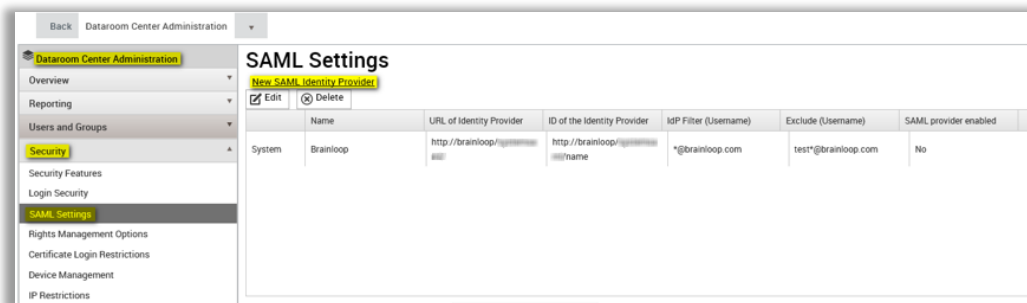 Back Dataroom Center Administration
Dataroom Center Administration
Overview
Reporting
Users and Groups
Security
Security Features
Login Security
SAML Settings
Rights Management Options
Certificate Login Restrictions
Device Management
IP Restrictions
SAML Settings
New SAML Identity Provider
Edit Delete
Name URL of Identity Provider ID of the Identity Provider IdP Filter (Username) Exclude (Username) SAML provider enabled
System Brainloop http://brainloop/ http://brainloop/ *@brainloop.com test*@brainloop.com No
/name